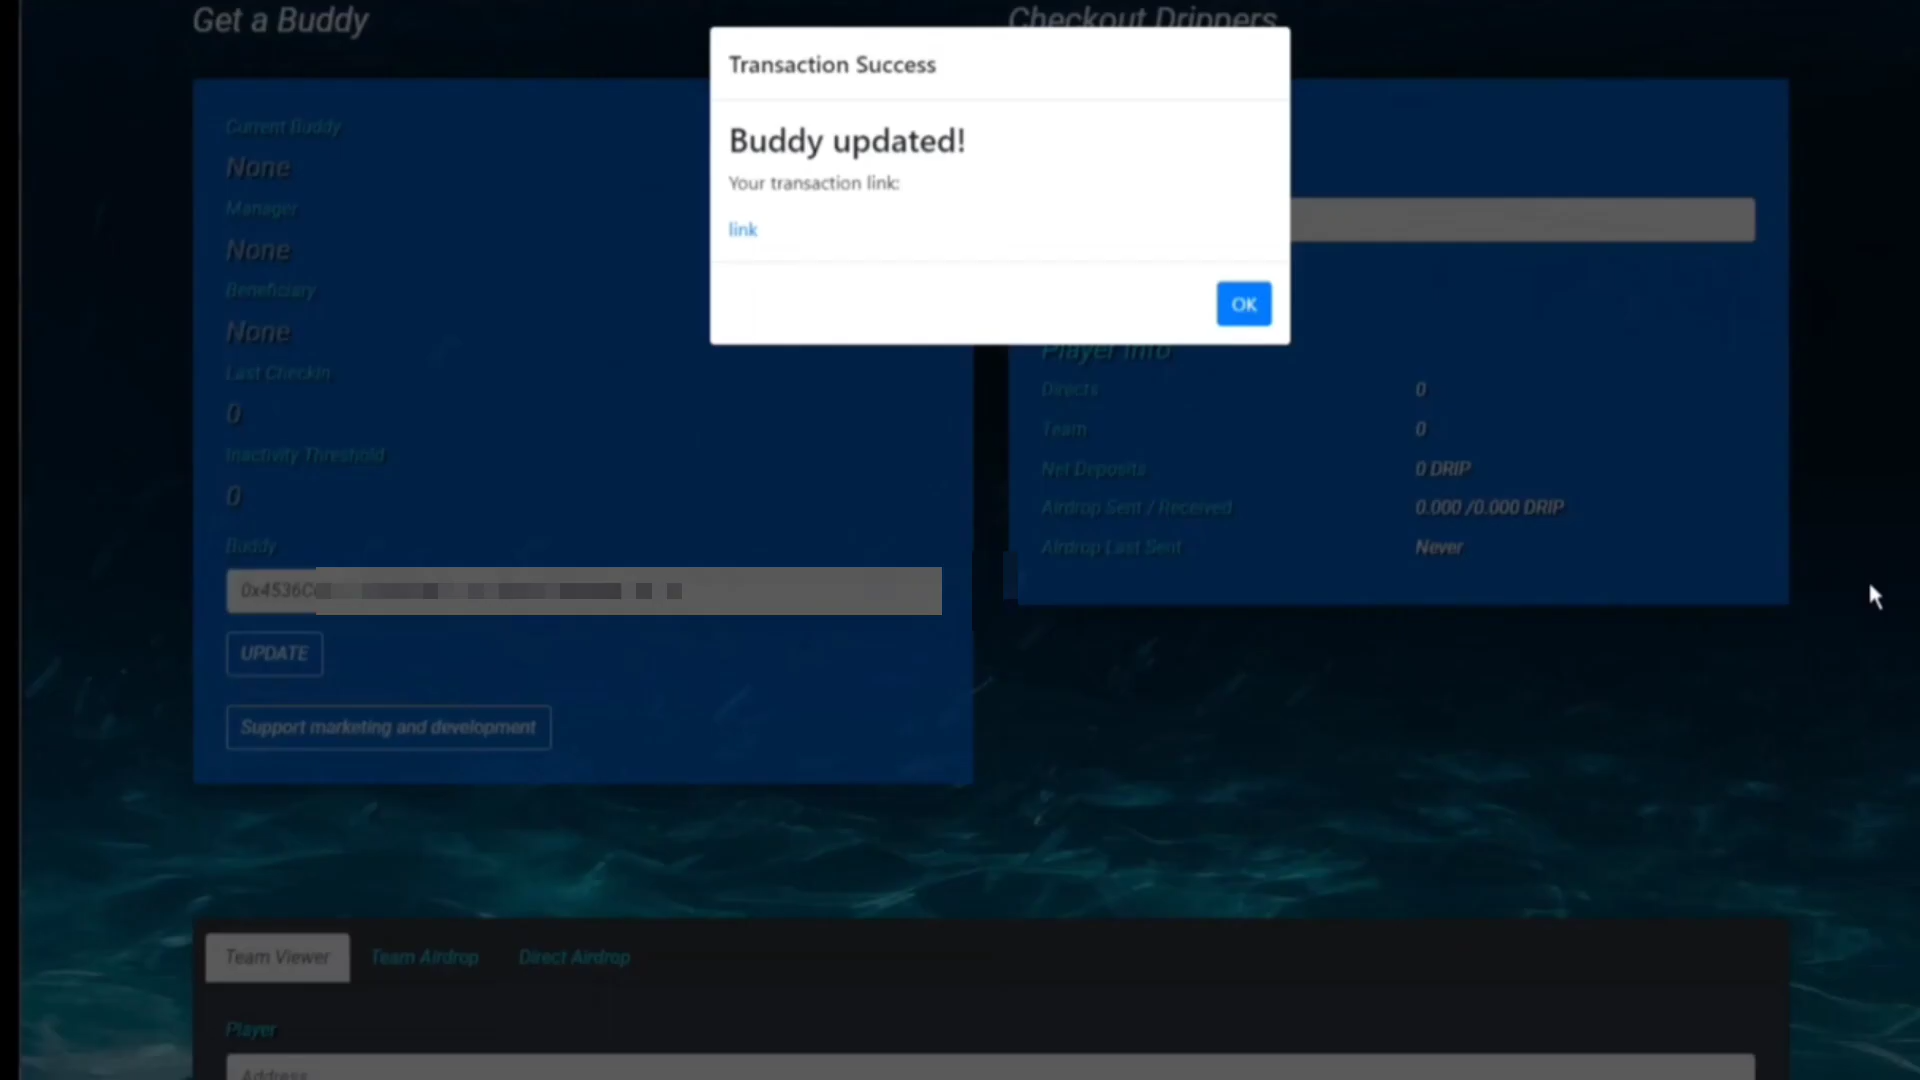 Get a Buddy
Checkout Drippers
Transaction Success
Buddy updated!
Your transaction link:
link
OK
Current Buddy
None
Manager
None
Beneficiary
None
Last Checkin
0
Inactivity Threshold
0
Buddy
0x4536C
UPDATE
Support marketing and development
Player Info
Directs 0
Team 0
Net Deposits 0 DRIP
Airdrop Sent / Received 0.000 /0.000 DRIP
Airdrop Last Sent Never
Team Viewer Team Airdrop Direct Airdrop
Player
Address